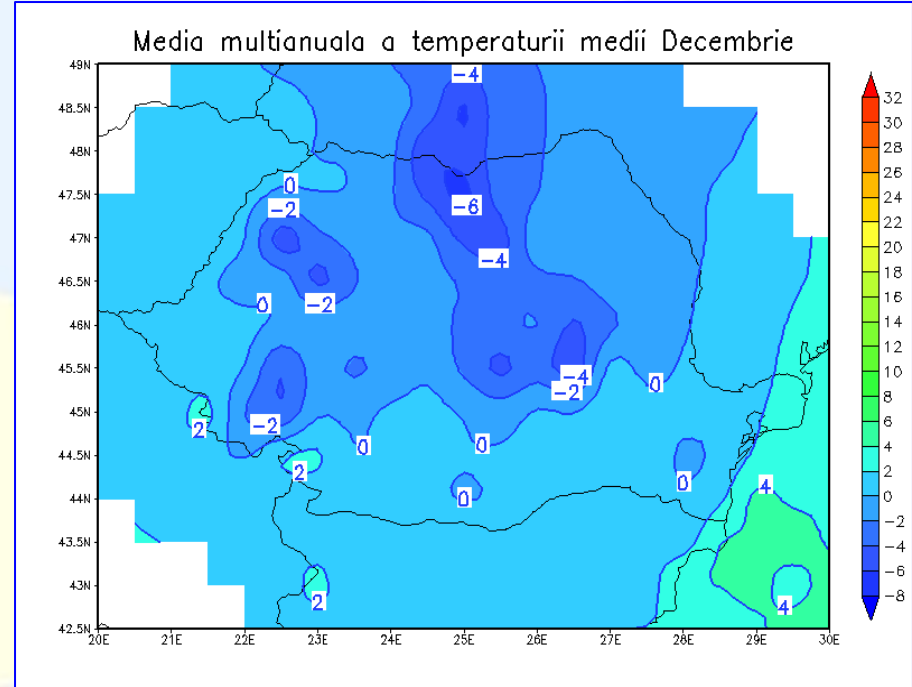 Media multianuala a temperaturii medii Decembrie
49N
48.5N
48N
47.5N
47N
46.5N
46N
45.5N
45N
44.5N
44N
43.5N
43N
42.5N
20E 21E 22E 23E 24E 25E 26E 27E 28E 29E 30E
-4
0
-2
-6
-4
0
-2
-4
-2
0
-2
2
0
0
2
0
0
4
2
4
32
30
28
26
24
22
20
18
16
14
12
10
8
6
4
2
0
-2
-4
-6
-8